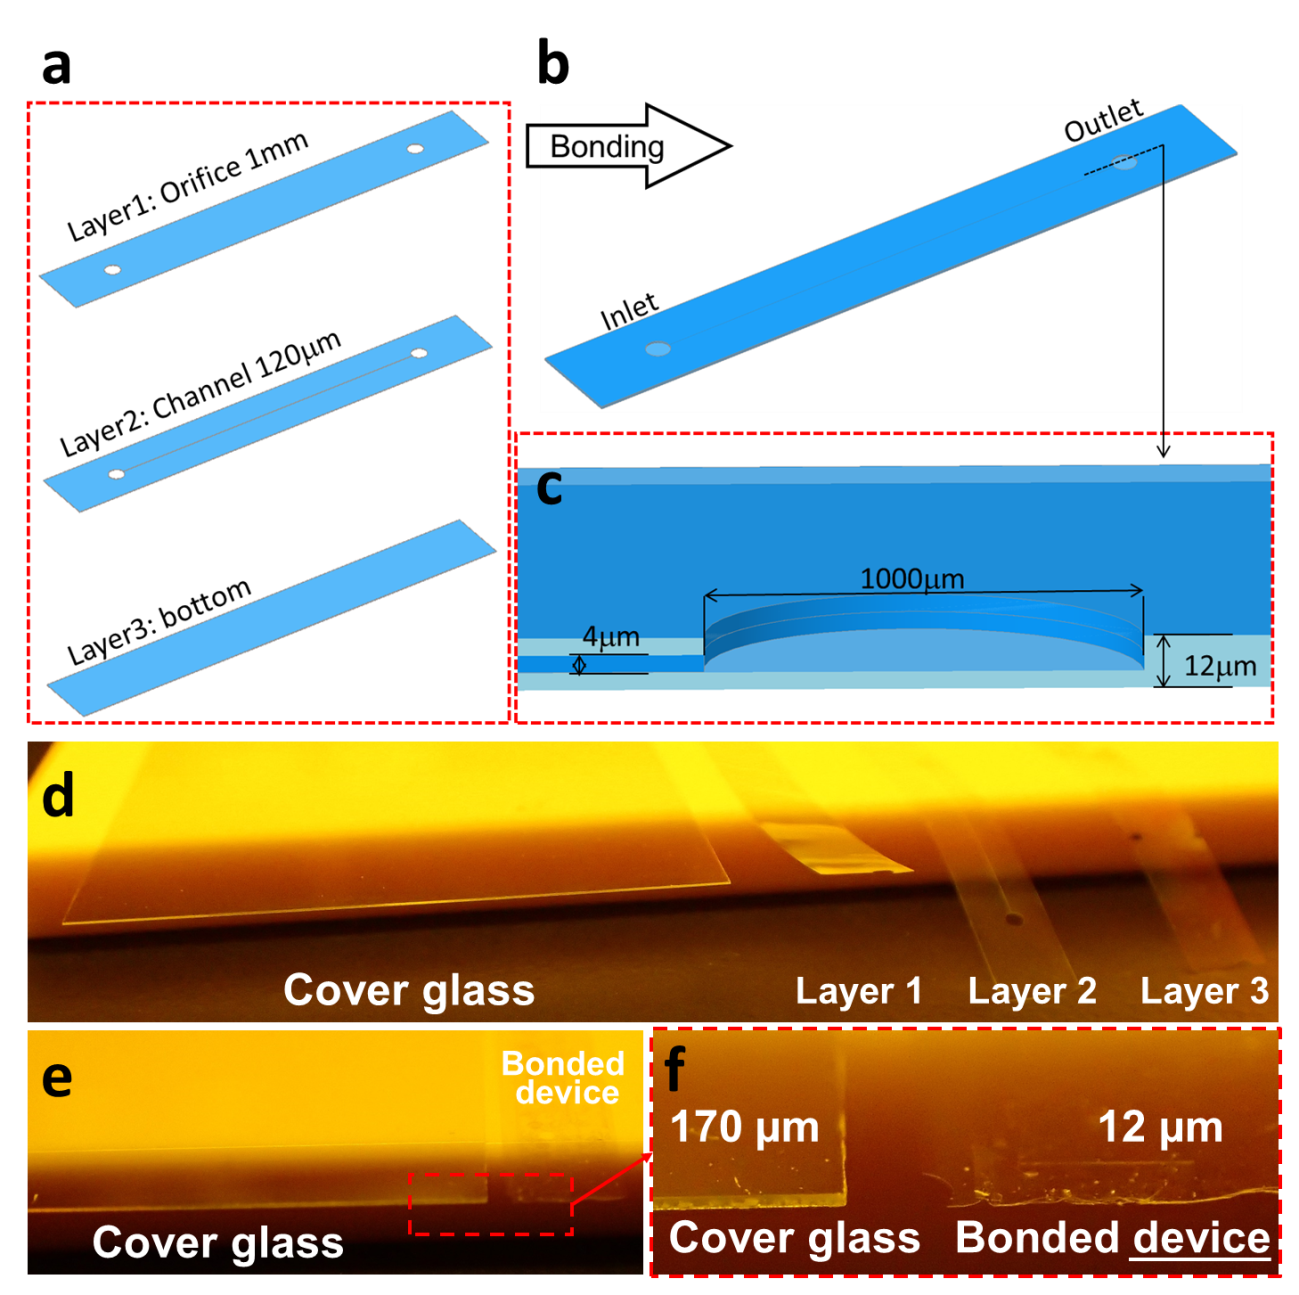 a
Layer1: Orifice 1mm
Layer2: Channel 120μm
Layer3: bottom
b
Bonding
Outlet
Inlet
c
1000μm
4μm
12μm
d
Cover glass
Layer 1
Layer 2
Layer 3
e
Bonded
device
Cover glass
f
170 μm
12 μm
Cover glass
Bonded device